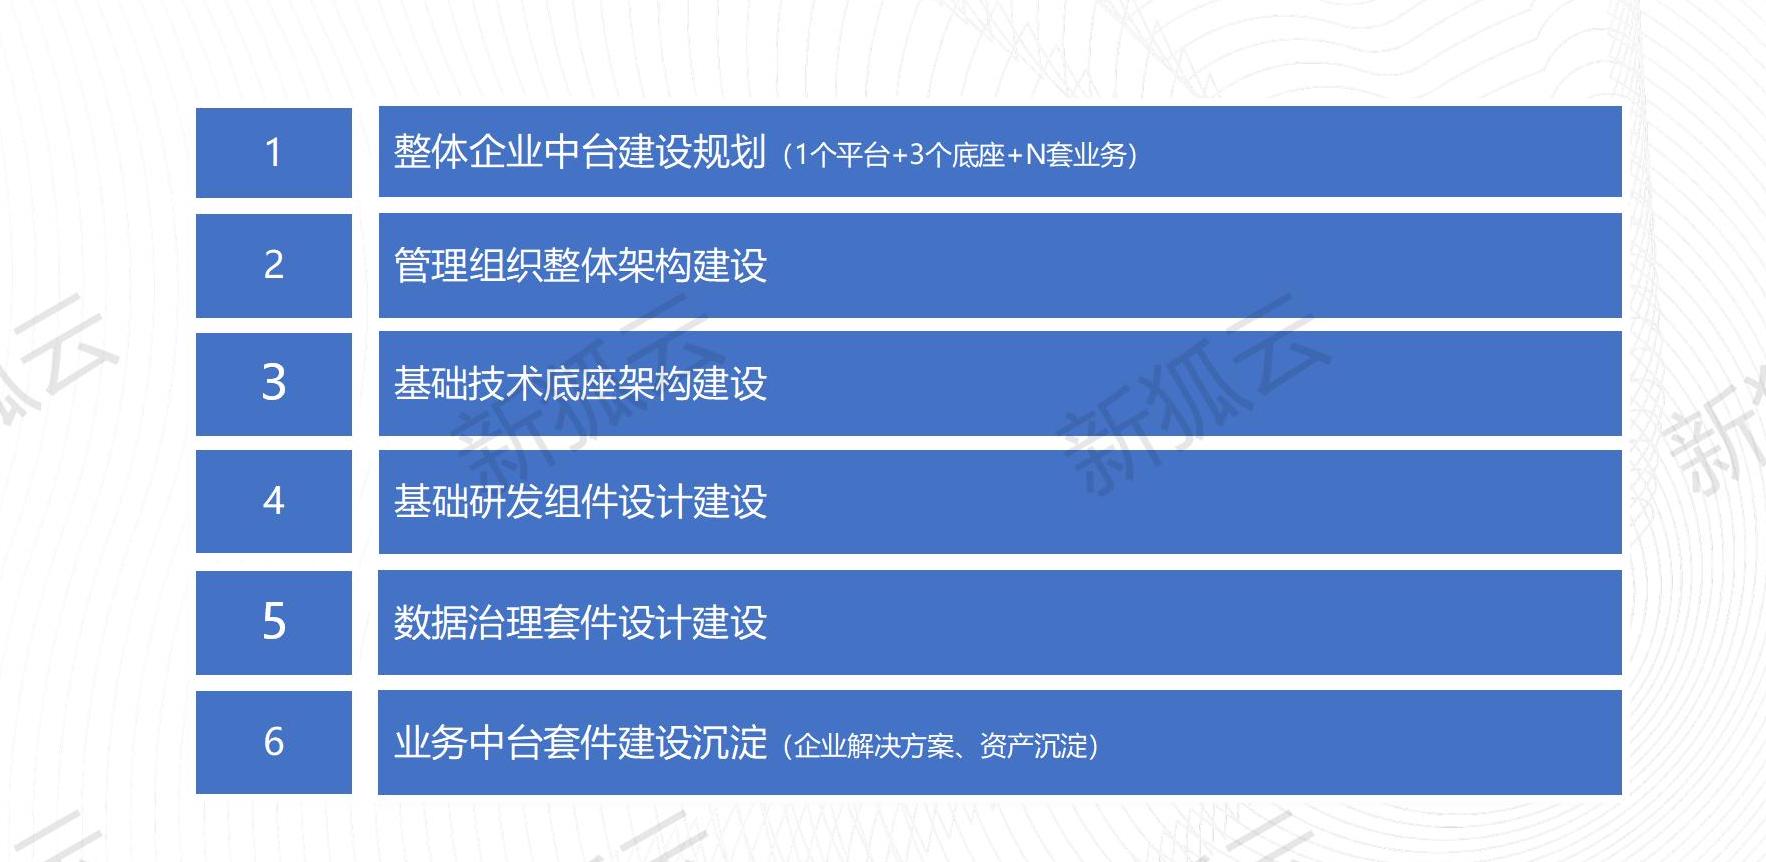 1 整体企业中台建设规划（1个平台+3个底座+N套业务）
2 管理组织整体架构建设
3 基础技术底座架构建设
4 基础研发组件设计建设
5 数据治理套件设计建设
6 业务中台套件建设沉淀（企业解决方案、资产沉淀）
新狐云
新狐云